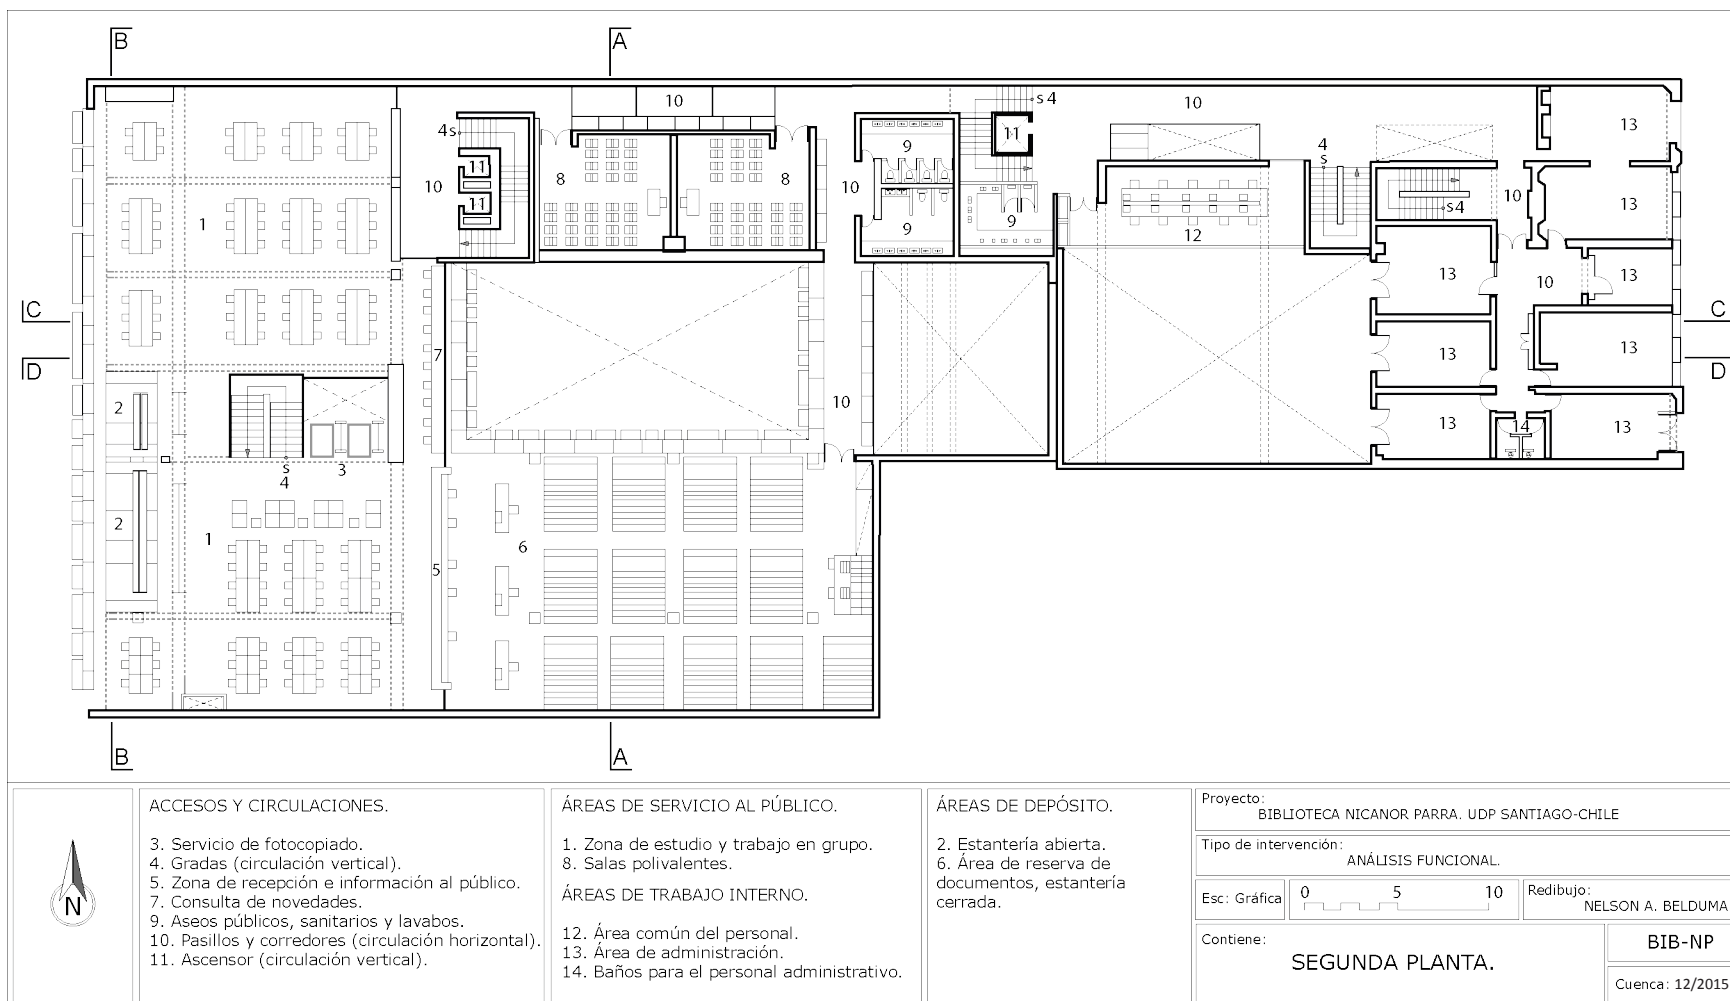 B
A
10
s 4
10
4 s
11
13
4
s
11
9
8
8
10
10
10
13
11
s4
1
9
9
12
13
10
13
C
C
7
13
13
D
D
2
10
13
13
14
3
s
4
2
1
6
5
B
A
N
ACCESOS Y CIRCULACIONES.
3. Servicio de fotocopiado.
4. Gradas (circulación vertical).
5. Zona de recepción e información al público.
7. Consulta de novedades.
9. Aseos públicos, sanitarios y lavabos.
10. Pasillos y corredores (circulación horizontal).
11. Ascensor (circulación vertical).
ÁREAS DE SERVICIO AL PÚBLICO.
1. Zona de estudio y trabajo en grupo.
8. Salas polivalentes.
ÁREAS DE TRABAJO INTERNO.
12. Área común del personal.
13. Área de administración.
14. Baños para el personal administrativo.
ÁREAS DE DEPÓSITO.
2. Estantería abierta.
6. Área de reserva de
documentos, estantería
cerrada.
Proyecto:
BIBLIOTECA NICANOR PARRA. UDP SANTIAGO-CHILE
Tipo de intervención:
ANÁLISIS FUNCIONAL.
Esc: Gráfica
0 5 10
Redibujo:
NELSON A. BELDUMA
Contiene:
SEGUNDA PLANTA.
BIB-NP
Cuenca: 12/2015